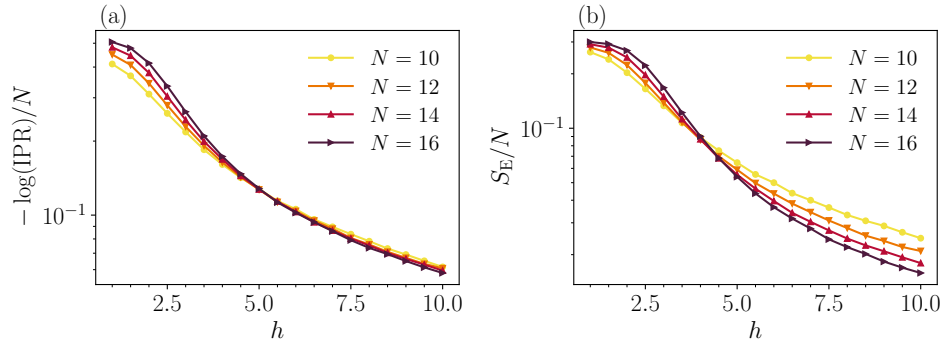 (a)
− log(IPR)/N
10⁻¹
N = 10
N = 12
N = 14
N = 16
2.5 5.0 7.5 10.0
h
(b)
S_E/N
10⁻¹
N = 10
N = 12
N = 14
N = 16
2.5 5.0 7.5 10.0
h